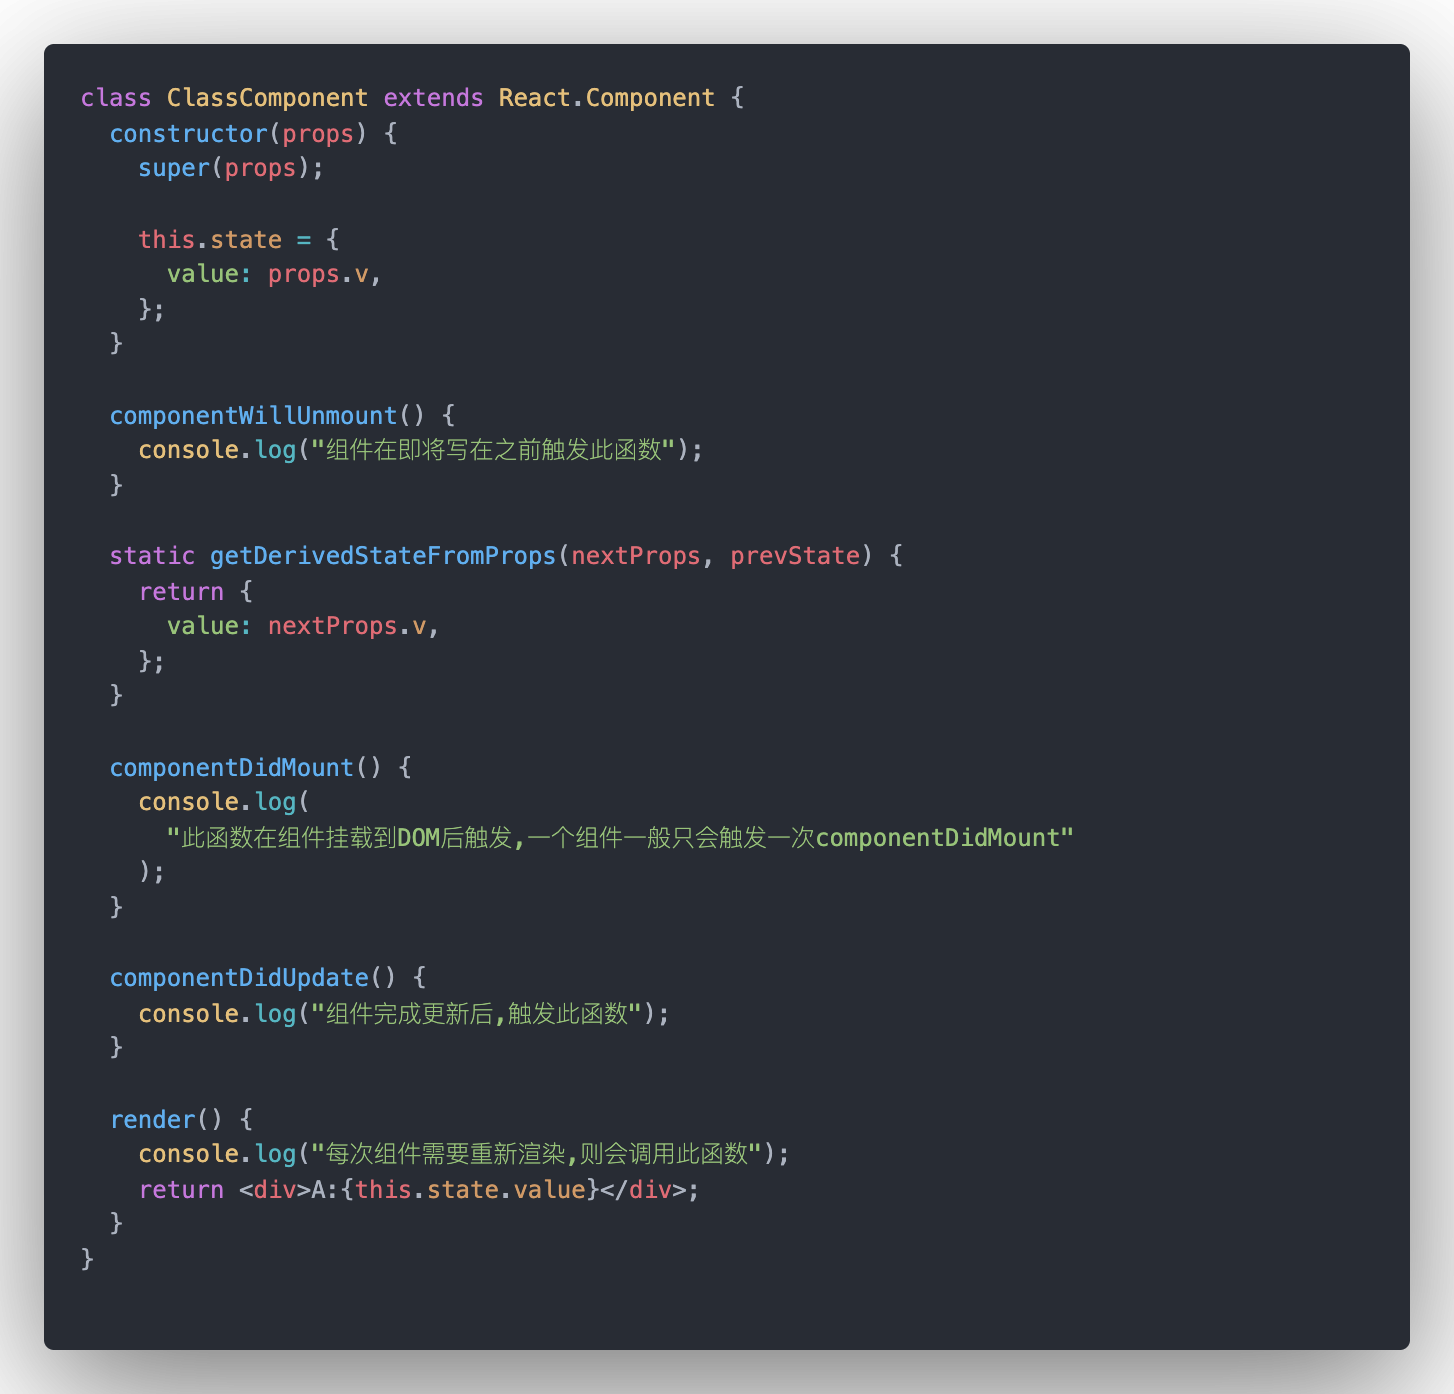 class ClassComponent extends React.Component {
  constructor(props) {
    super(props);

    this.state = {
      value: props.v,
    };
  }

  componentWillUnmount() {
    console.log("组件在即将写在之前触发此函数");
  }

  static getDerivedStateFromProps(nextProps, prevState) {
    return {
      value: nextProps.v,
    };
  }

  componentDidMount() {
    console.log(
      "此函数在组件挂载到DOM后触发,一个组件一般只会触发一次componentDidMount"
    );
  }

  componentDidUpdate() {
    console.log("组件完成更新后,触发此函数");
  }

  render() {
    console.log("每次组件需要重新渲染,则会调用此函数");
    return <div>A:{this.state.value}</div>;
  }
}